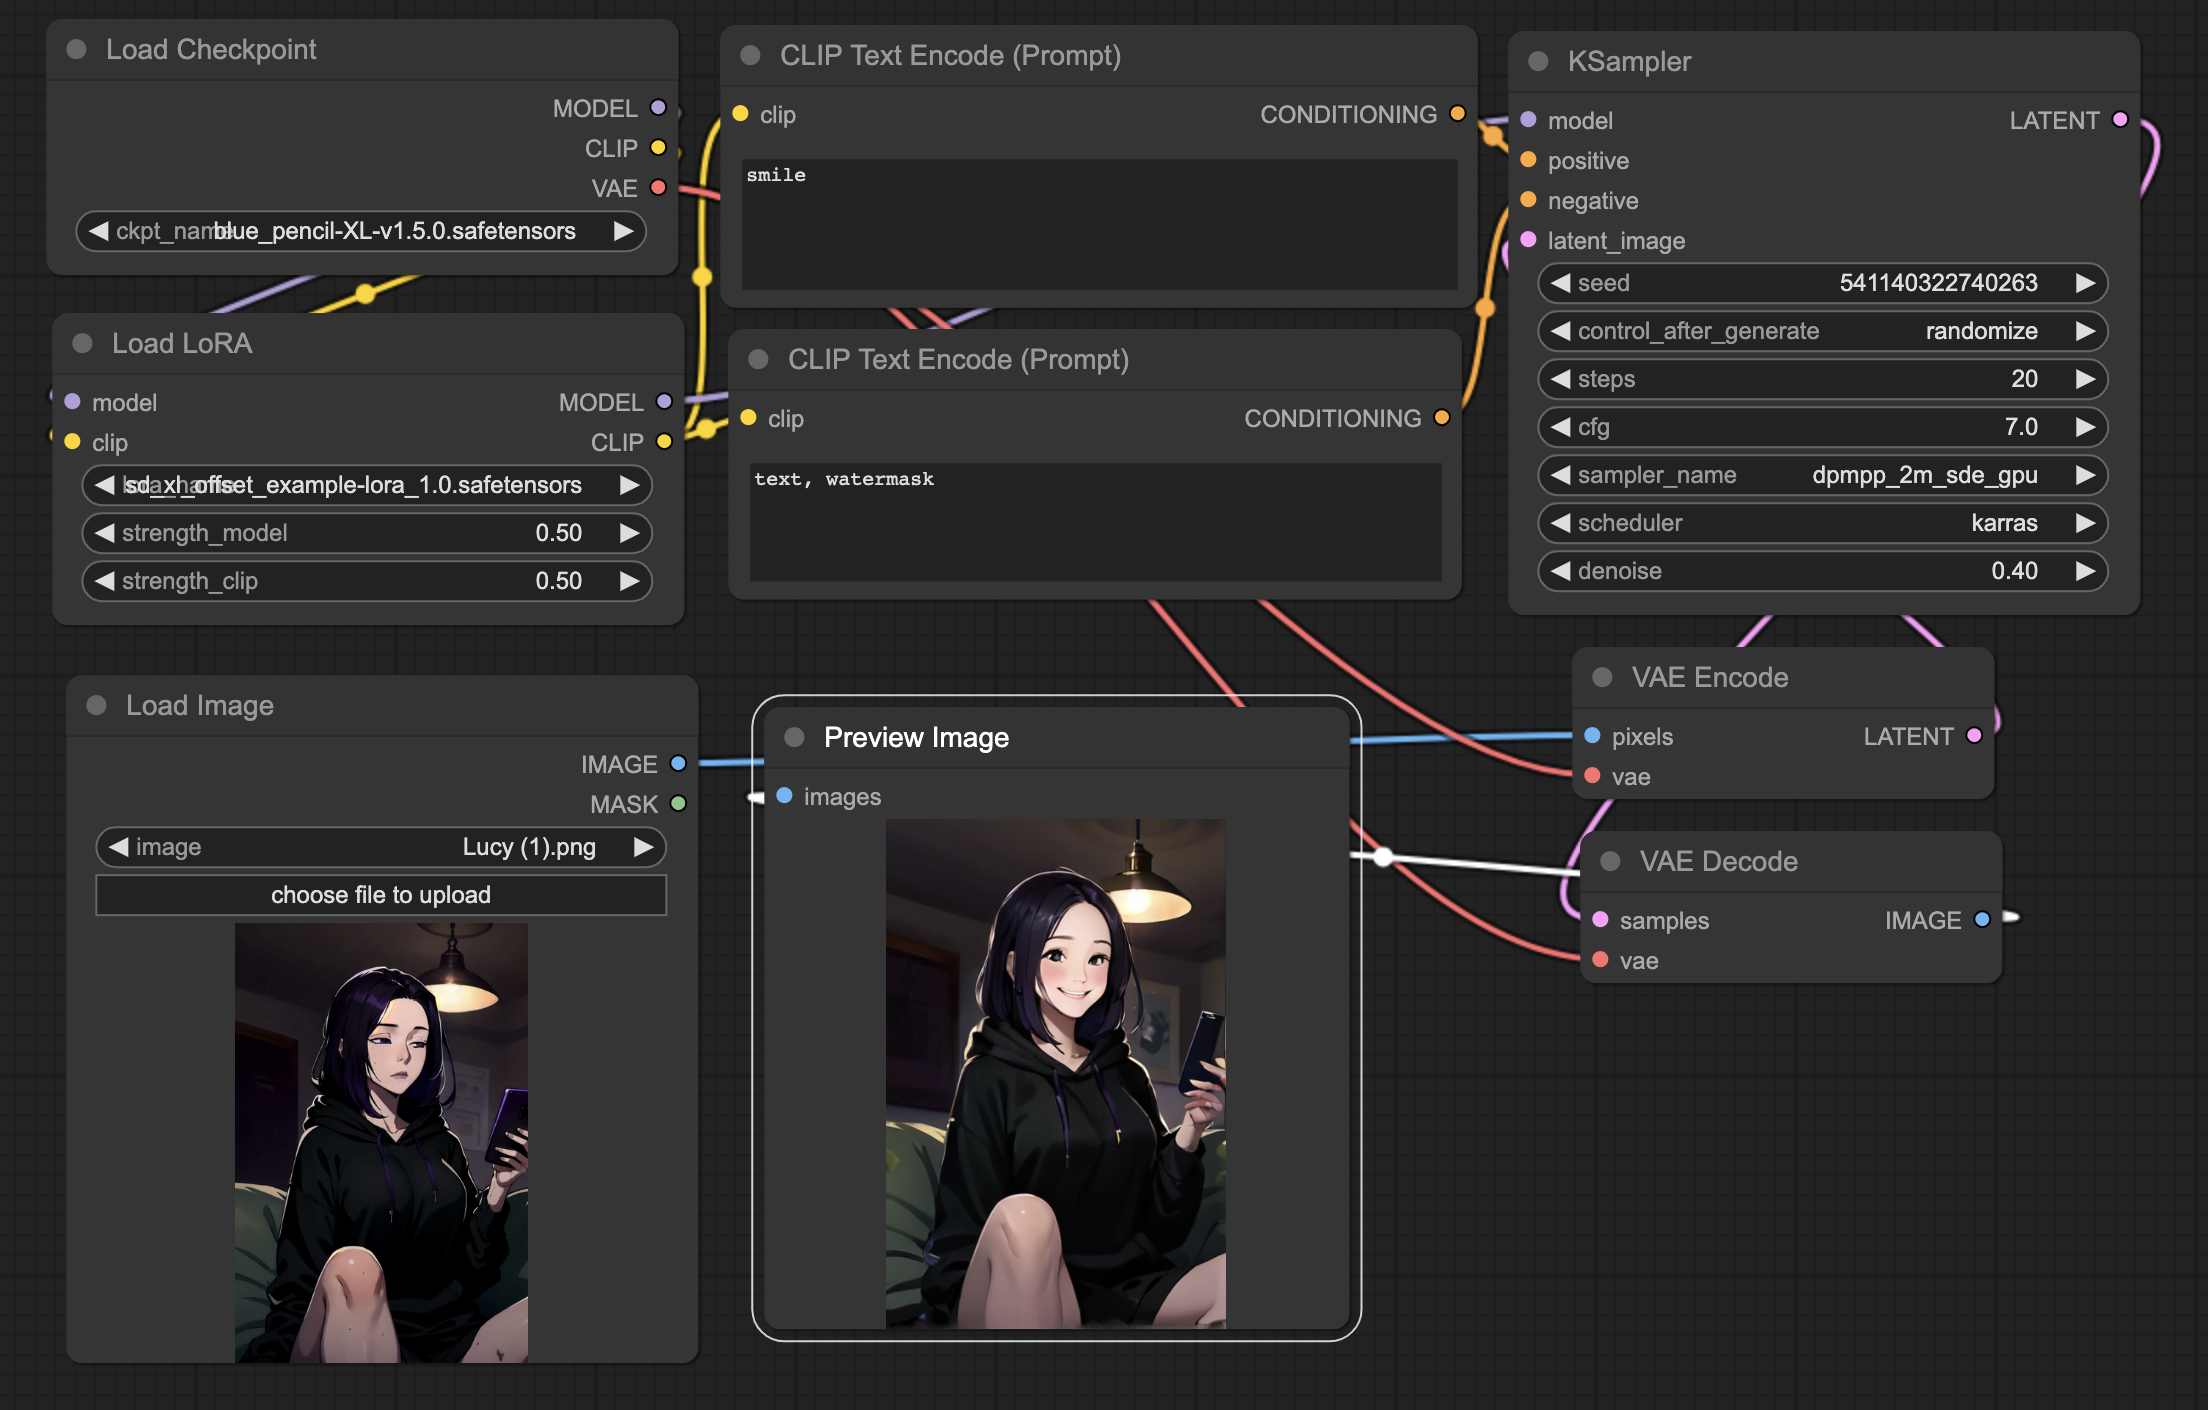 Load Checkpoint
MODEL
CLIP
VAE
ckpt_name blue_pencil-XL-v1.5.0.safetensors
Load LoRA
model MODEL
clip CLIP
lora_name sd_xl_offset_example-lora_1.0.safetensors
strength_model 0.50
strength_clip 0.50
Load Image
IMAGE
MASK
image Lucy (1).png
choose file to upload
CLIP Text Encode (Prompt)
clip CONDITIONING
smile
CLIP Text Encode (Prompt)
clip CONDITIONING
text, watermask
Preview Image
images
KSampler
model LATENT
positive
negative
latent_image
seed 541140322740263
control_after_generate randomize
steps 20
cfg 7.0
sampler_name dpmpp_2m_sde_gpu
scheduler karras
denoise 0.40
VAE Encode
pixels LATENT
vae
VAE Decode
samples IMAGE
vae